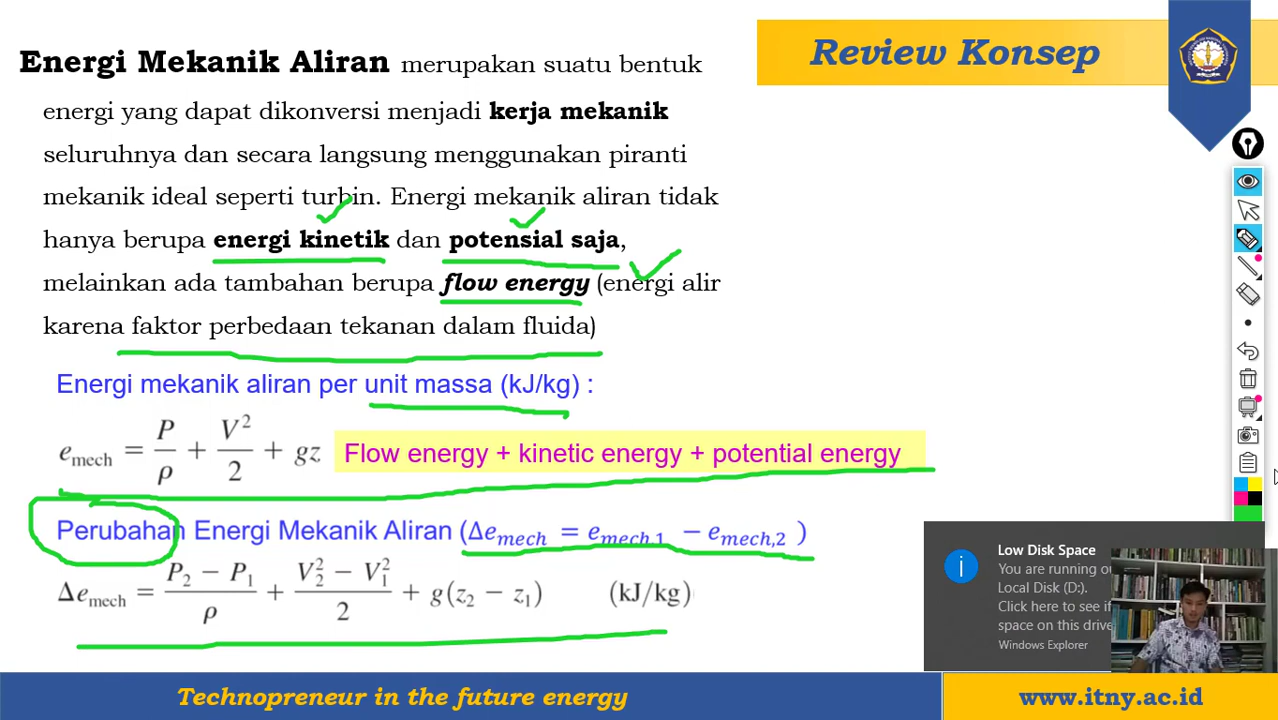 Review Konsep
Energi Mekanik Aliran merupakan suatu bentuk
energi yang dapat dikonversi menjadi kerja mekanik
seluruhnya dan secara langsung menggunakan piranti
mekanik ideal seperti turbin. Energi mekanik aliran tidak
hanya berupa energi kinetik dan potensial saja,
melainkan ada tambahan berupa flow energy (energi alir
karena faktor perbedaan tekanan dalam fluida)
Energi mekanik aliran per unit massa (kJ/kg) :
e_mech = P/ρ + V²/2 + gz Flow energy + kinetic energy + potential energy
Perubahan Energi Mekanik Aliran (Δe_mech = e_mech,1 − e_mech,2 )
Δe_mech = (P₂ − P₁)/ρ + (V₂² − V₁²)/2 + g(z₂ − z₁) (kJ/kg)
Low Disk Space
You are running
Local Disk (D:).
Click here to see if
space on this drive
Windows Explorer
Technopreneur in the future energy
www.itny.ac.id